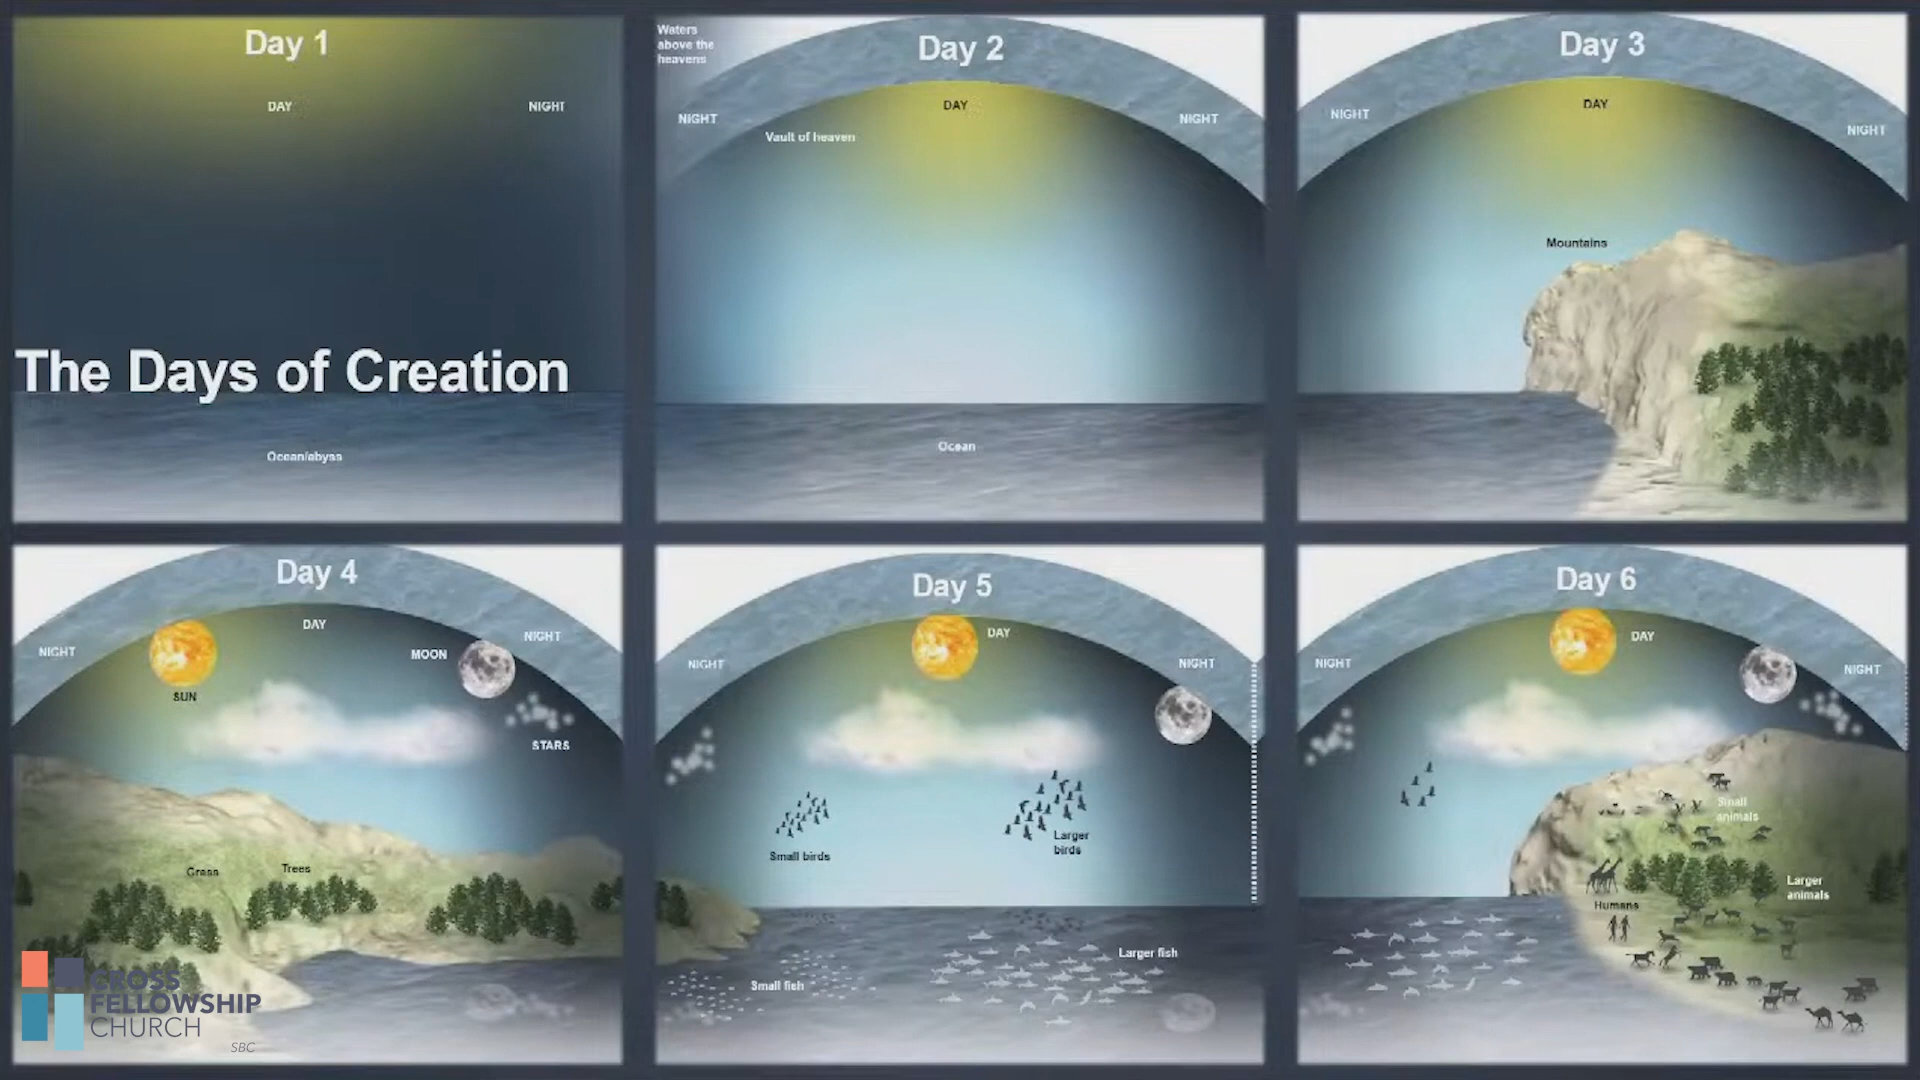 Day 1
DAY
NIGHT
The Days of Creation
Ocean/abyss
Waters
above the
heavens
Day 2
DAY
NIGHT
NIGHT
Vault of heaven
Ocean
Day 3
DAY
NIGHT
NIGHT
Mountains
Day 4
DAY
NIGHT
NIGHT
MOON
SUN
STARS
Grass
Trees
CROSS
FELLOWSHIP
CHURCH
SBC
Day 5
DAY
NIGHT
NIGHT
Larger
birds
Small birds
Larger fish
Small fish
Day 6
DAY
NIGHT
NIGHT
Small
animals
Larger
animals
Humans